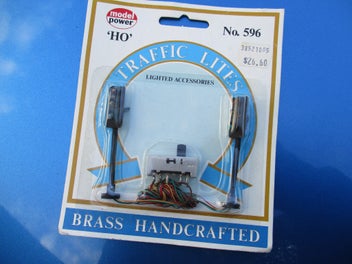 model
power
'HO'
No. 596
$26.60
TRAFFIC LITES
LIGHTED ACCESSORIES
BRASS HANDCRAFTED